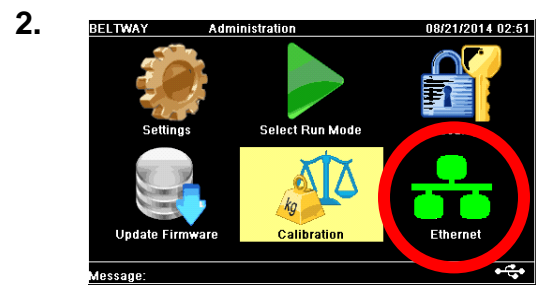 2.
BELTWAY Administration 08/21/2014 02:51
Settings Select Run Mode
kg
Update Firmware Calibration Ethernet
Message: